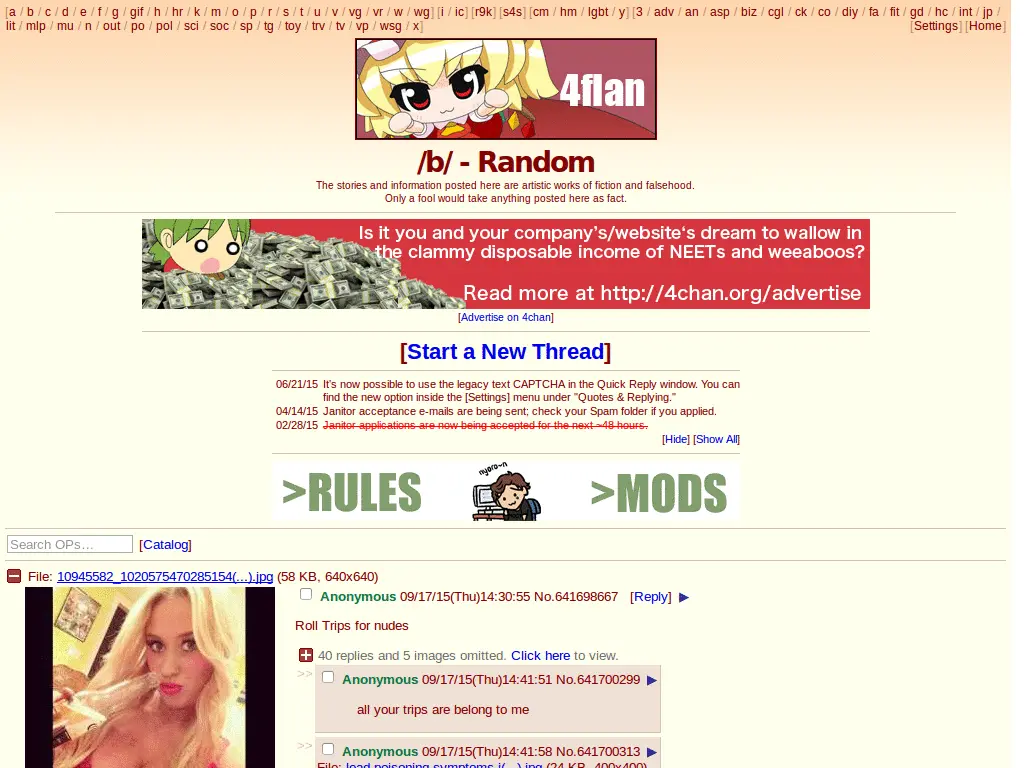 [a / b / c / d / e / f / g / gif / h / hr / k / m / o / p / r / s / t / u / v / vg / vr / w / wg] [i / ic] [r9k] [s4s] [cm / hm / lgbt / y] [3 / adv / an / asp / biz / cgl / ck / co / diy / fa / fit / gd / hc / int / jp /
lit / mlp / mu / n / out / po / pol / sci / soc / sp / tg / toy / trv / tv / vp / wsg / x] [Settings] [Home]
4flan
/b/ - Random
The stories and information posted here are artistic works of fiction and falsehood.
Only a fool would take anything posted here as fact.
Is it you and your company's/website's dream to wallow in
the clammy disposable income of NEETs and weeaboos?
Read more at http://4chan.org/advertise
[Advertise on 4chan]
[Start a New Thread]
06/21/15 It's now possible to use the legacy text CAPTCHA in the Quick Reply window. You can
find the new option inside the [Settings] menu under "Quotes & Replying."
04/14/15 Janitor acceptance e-mails are being sent; check your Spam folder if you applied.
02/28/15 Janitor applications are now being accepted for the next ~48 hours.
[Hide] [Show All]
nyoro~n
>RULES >MODS
Search OPs… [Catalog]
File: 10945582_1020575470285154(...).jpg (58 KB, 640x640)
Anonymous 09/17/15(Thu)14:30:55 No.641698667 [Reply] ▶
Roll Trips for nudes
40 replies and 5 images omitted. Click here to view.
>> Anonymous 09/17/15(Thu)14:41:51 No.641700299 ▶
all your trips are belong to me
>> Anonymous 09/17/15(Thu)14:41:58 No.641700313 ▶
File: lead poisoning symptoms i(...).jpg (24 KB, 400x400)